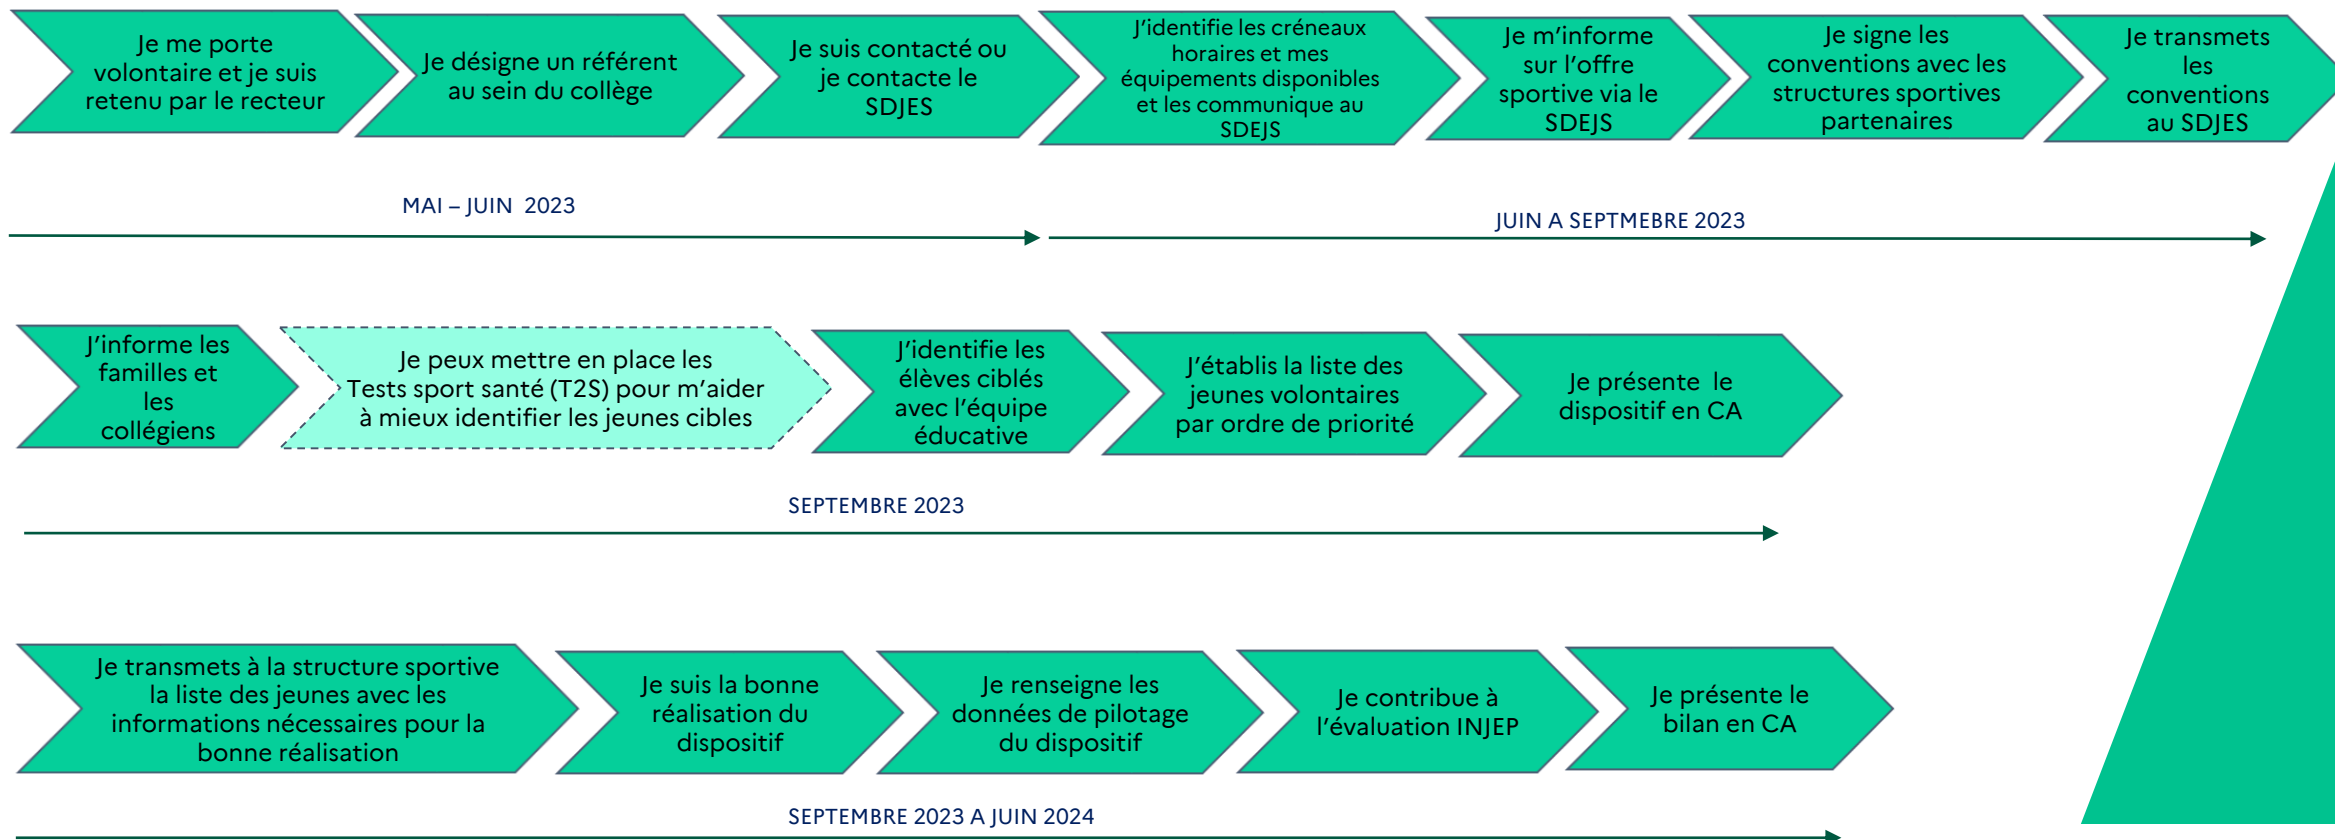 Je me porte
volontaire et je suis
retenu par le recteur
Je désigne un référent
au sein du collège
Je suis contacté ou
je contacte le
SDJES
J’identifie les créneaux
horaires et mes
équipements disponibles
et les communique au
SDEJS
Je m’informe
sur l’offre
sportive via le
SDEJS
Je signe les
conventions avec les
structures sportives
partenaires
Je transmets
les
conventions
au SDJES
MAI – JUIN  2023
JUIN A SEPTMEBRE 2023
J’informe les
familles et
les
collégiens
Je peux mettre en place les
Tests sport santé (T2S) pour m’aider
à mieux identifier les jeunes cibles
J’identifie les
élèves ciblés
avec l’équipe
éducative
J’établis la liste des
jeunes volontaires
par ordre de priorité
Je présente  le
dispositif en CA
SEPTEMBRE 2023
Je transmets à la structure sportive
la liste des jeunes avec les
informations nécessaires pour la
bonne réalisation
Je suis la bonne
réalisation du
dispositif
Je renseigne les
données de pilotage
du dispositif
Je contribue à
l’évaluation INJEP
Je présente le
bilan en CA
SEPTEMBRE 2023 A JUIN 2024